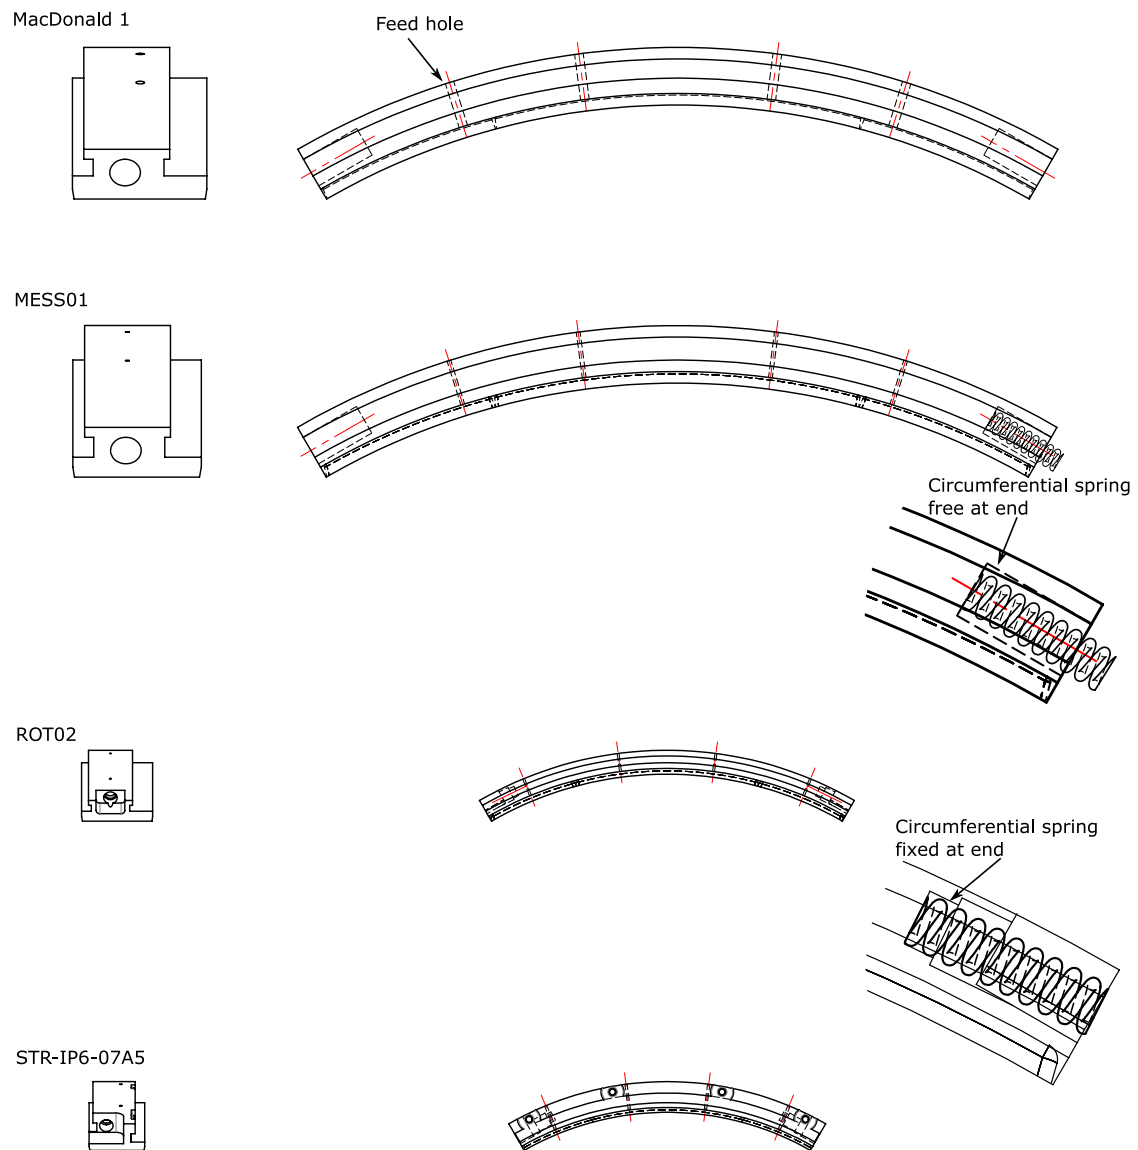 MacDonald 1
Feed hole
MESS01
Circumferential spring
free at end
ROT02
Circumferential spring
fixed at end
STR-IP6-07A5